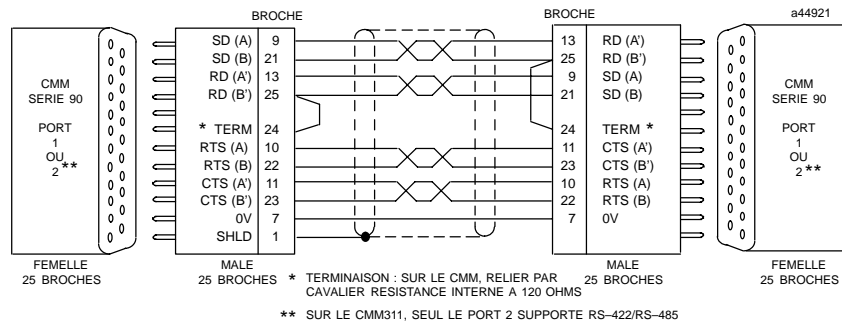 a44921
BROCHE BROCHE
SD (A) 9 13 RD (A')
SD (B) 21 25 RD (B')
RD (A') 13 9 SD (A)
RD (B') 25 21 SD (B)
* TERM 24 24 TERM *
RTS (A) 10 11 CTS (A')
RTS (B) 22 23 CTS (B')
CTS (A') 11 10 RTS (A)
CTS (B') 23 22 RTS (B)
0V 7 7 0V
SHLD 1
CMM
SERIE 90
PORT
1
OU
2**
CMM
SERIE 90
PORT
1
OU
2**
FEMELLE
25 BROCHES
MALE
25 BROCHES
MALE
25 BROCHES
FEMELLE
25 BROCHES
* TERMINAISON : SUR LE CMM, RELIER PAR
CAVALIER RESISTANCE INTERNE A 120 OHMS
** SUR LE CMM311, SEUL LE PORT 2 SUPPORTE RS–422/RS–485